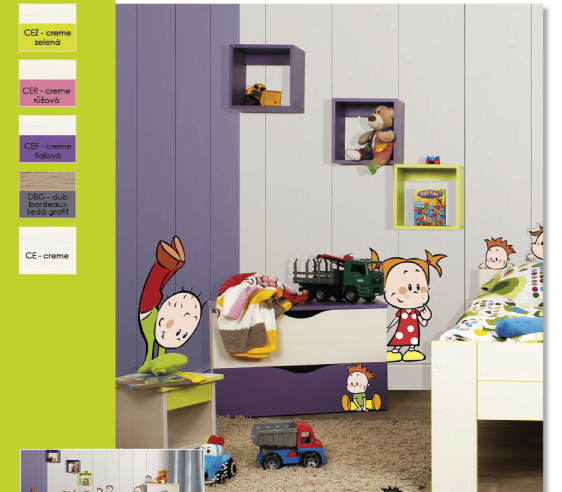 CEZ - creme
zelená
CER - creme
růžová
CEF - creme
fialová
DBG - dub
bordeaux
šedá grafit
CE - creme